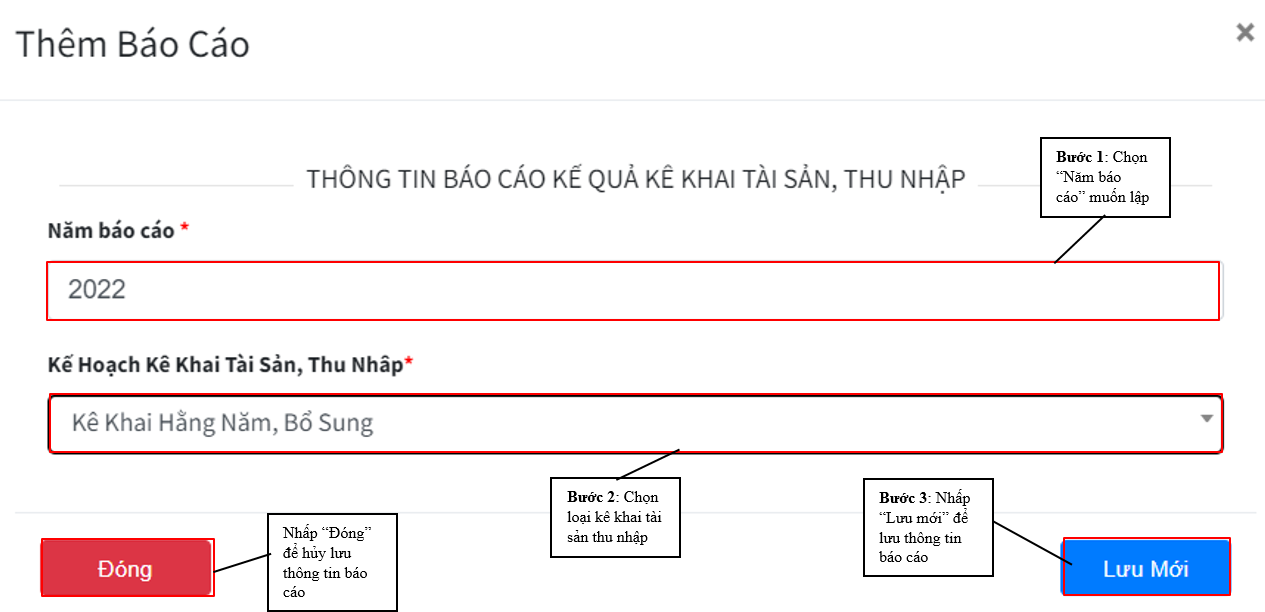 Thêm Báo Cáo
×
THÔNG TIN BÁO CÁO KẾ QUẢ KÊ KHAI TÀI SẢN, THU NHẬP
Bước 1: Chọn
“Năm báo
cáo” muốn lập
Năm báo cáo *
2022
Kế Hoạch Kê Khai Tài Sản, Thu Nhâp*
Kê Khai Hằng Năm, Bổ Sung
Bước 2: Chọn
loại kê khai tài
sản thu nhập
Bước 3: Nhấp
“Lưu mới” để
lưu thông tin
báo cáo
Nhấp “Đóng”
để hủy lưu
thông tin báo
cáo
Đóng
Lưu Mới